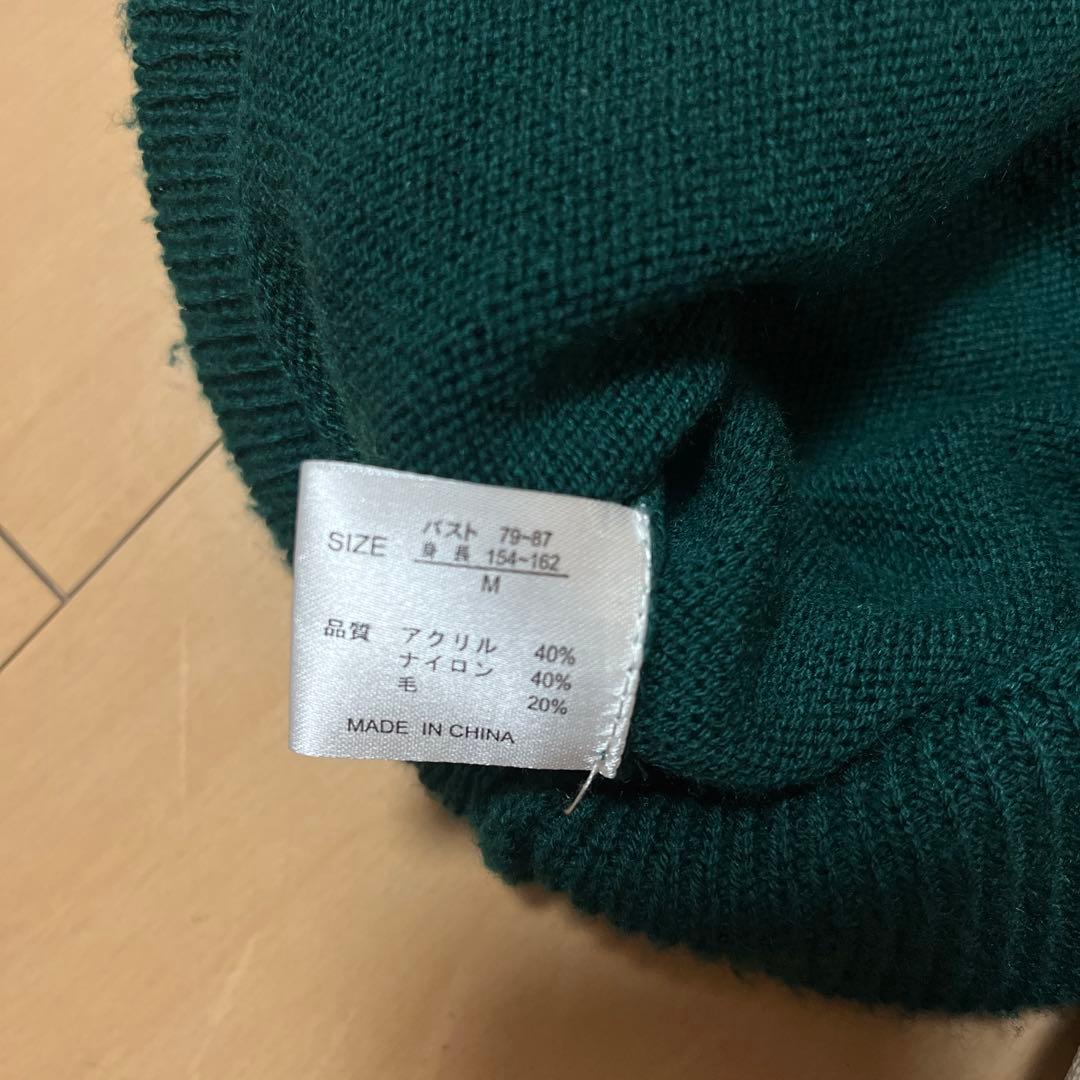 SIZE バスト 79~87
身長 154~162
M
品質 アクリル 40%
ナイロン 40%
毛 20%
MADE IN CHINA